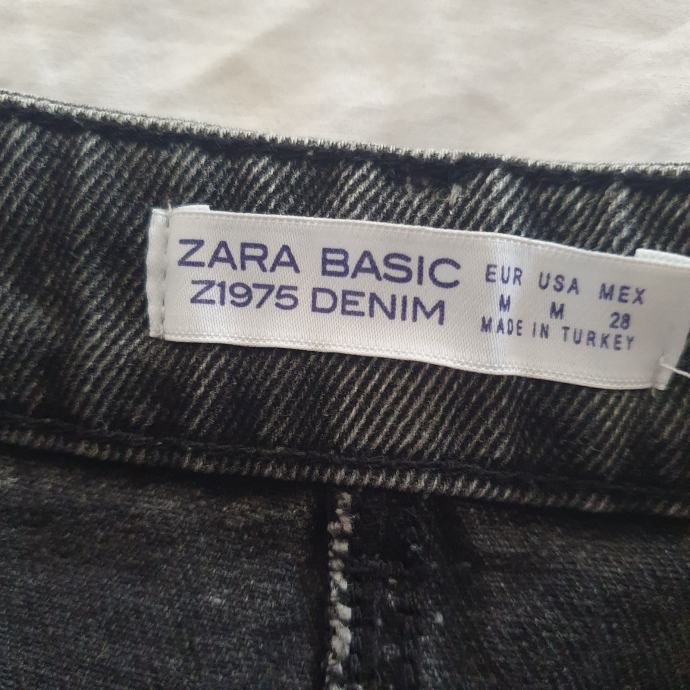 ZARA BASIC
Z1975 DENIM
EUR USA MEX
M M 28
MADE IN TURKEY